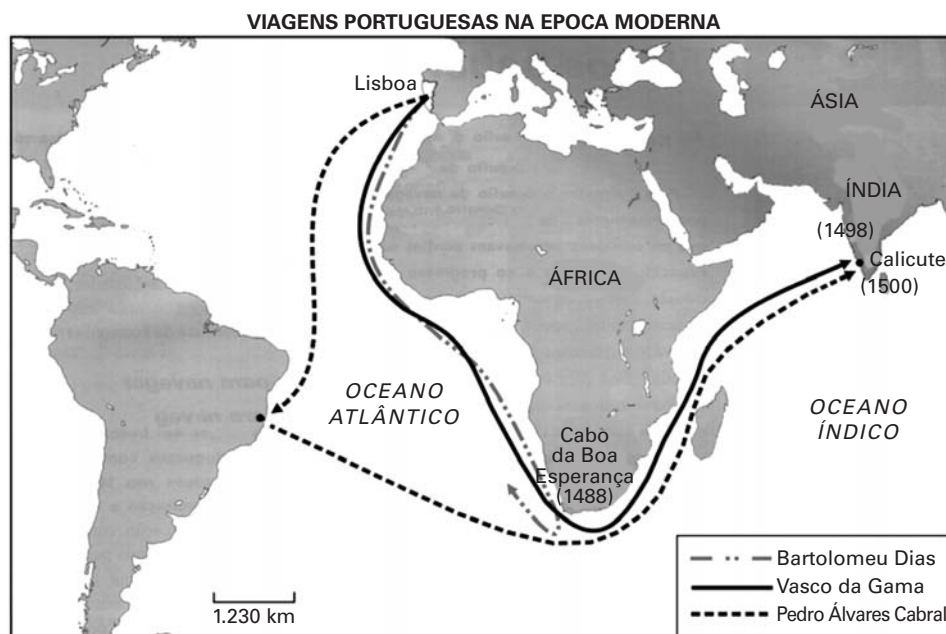 VIAGENS PORTUGUESAS NA EPOCA MODERNA
Lisboa
ÁSIA
ÍNDIA
(1498)
Calicute
(1500)
ÁFRICA
OCEANO
ATLÂNTICO
OCEANO
ÍNDICO
Cabo
da Boa
Esperança
(1488)
1.230 km
Bartolomeu Dias
Vasco da Gama
Pedro Álvares Cabral